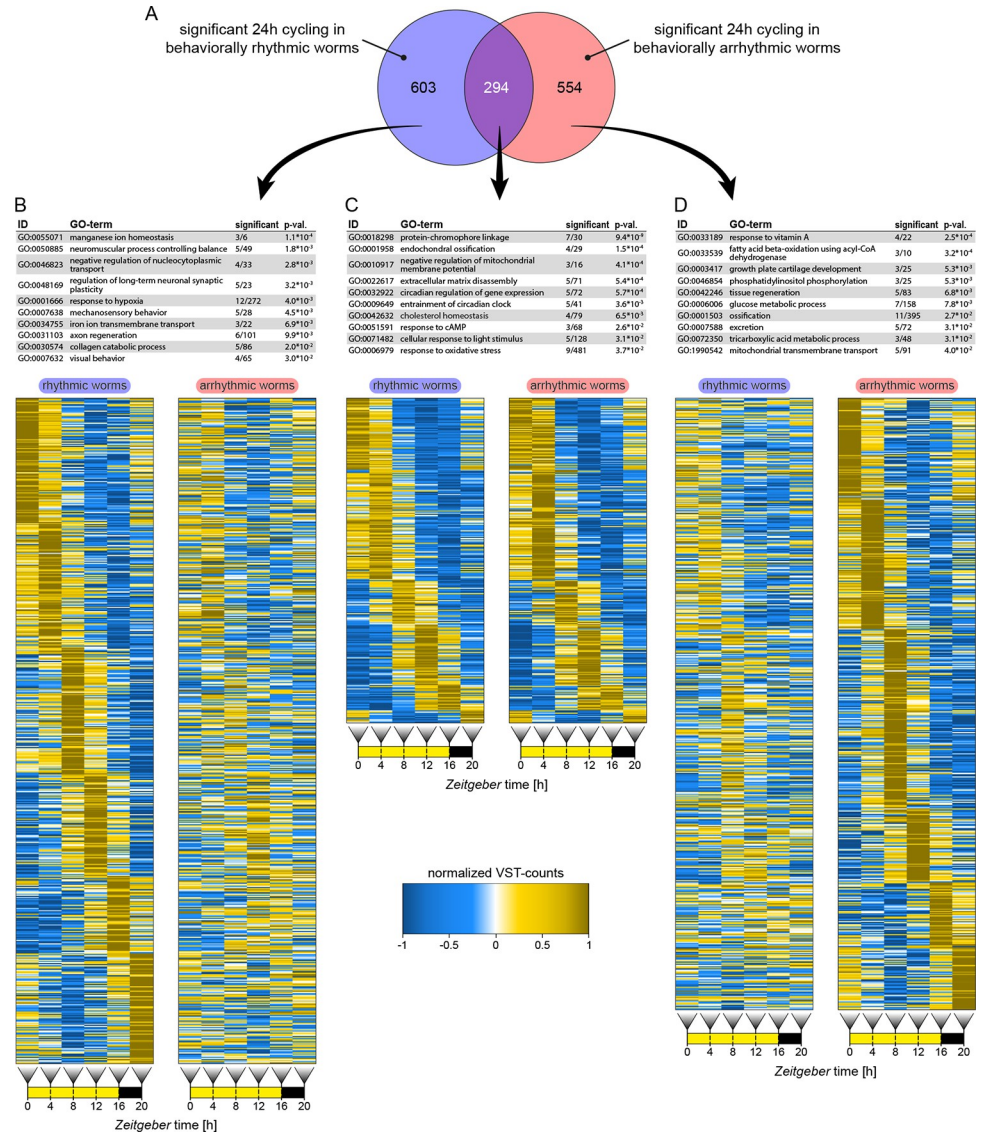 A
significant 24h cycling in
behaviorally rhythmic worms
significant 24h cycling in
behaviorally arrhythmic worms
603
294
554
B
ID GO-term significant p-val.
GO:0055071 manganese ion homeostasis 3/6 1.1*10-4
GO:0050885 neuromuscular process controlling balance 5/49 1.8*10-3
GO:0046823 negative regulation of nucleocytoplasmic
transport 4/33 2.8*10-3
GO:0048169 regulation of long-term neuronal synaptic
plasticity 5/23 3.2*10-3
GO:0001666 response to hypoxia 12/272 4.0*10-3
GO:0007638 mechanosensory behavior 5/28 4.5*10-3
GO:0034755 iron ion transmembrane transport 3/22 6.9*10-3
GO:0031103 axon regeneration 6/101 9.9*10-3
GO:0030574 collagen catabolic process 5/86 2.0*10-2
GO:0007632 visual behavior 4/65 3.0*10-2
C
ID GO-term significant p-val.
GO:0018298 protein-chromophore linkage 7/30 9.4*10-8
GO:0001958 endochondral ossification 4/29 1.5*10-4
GO:0010917 negative regulation of mitochondrial
membrane potential 3/16 4.1*10-4
GO:0022617 extracellular matrix disassembly 5/71 5.4*10-4
GO:0032922 circadian regulation of gene expression 5/72 5.7*10-4
GO:0009649 entrainment of circadian clock 5/41 3.6*10-5
GO:0042632 cholesterol homeostasis 4/79 6.5*10-3
GO:0051591 response to cAMP 3/68 2.6*10-2
GO:0071482 cellular response to light stimulus 5/128 3.1*10-2
GO:0006979 response to oxidative stress 9/481 3.7*10-2
D
ID GO-term significant p-val.
GO:0033189 response to vitamin A 4/22 2.5*10-4
GO:0033539 fatty acid beta-oxidation using acyl-CoA
dehydrogenase 3/10 3.2*10-4
GO:0003417 growth plate cartilage development 3/25 5.3*10-3
GO:0046854 phosphatidylinositol phosphorylation 3/25 5.3*10-3
GO:0042246 tissue regeneration 5/83 6.8*10-3
GO:0006006 glucose metabolic process 7/158 7.8*10-3
GO:0001503 ossification 11/395 2.7*10-2
GO:0007588 excretion 5/72 3.1*10-2
GO:0072350 tricarboxylic acid metabolic process 3/48 3.1*10-2
GO:1990542 mitochondrial transmembrane transport 5/91 4.0*10-2
rhythmic worms
arrhythmic worms
rhythmic worms
arrhythmic worms
rhythmic worms
arrhythmic worms
0 4 8 12 16 20
0 4 8 12 16 20
Zeitgeber time [h]
normalized VST-counts
-1 -0.5 0 0.5 1
0 4 8 12 16 20
0 4 8 12 16 20
Zeitgeber time [h]
0 4 8 12 16 20
0 4 8 12 16 20
Zeitgeber time [h]